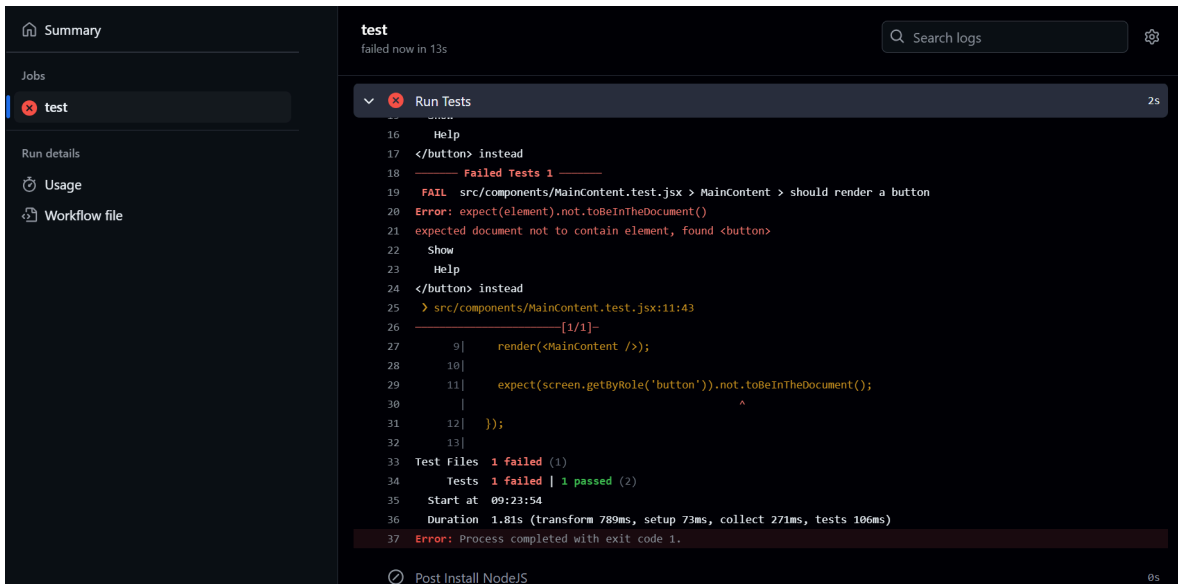 Summary
Jobs
test
Run details
Usage
Workflow file
test
failed now in 13s
Search logs
Run Tests 2s
15 Show
16 Help
17 </button> instead
18 ——— Failed Tests 1 ———
19 FAIL src/components/MainContent.test.jsx > MainContent > should render a button
20 Error: expect(element).not.toBeInTheDocument()
21 expected document not to contain element, found <button>
22 Show
23 Help
24 </button> instead
25 ❯ src/components/MainContent.test.jsx:11:43
26 ———[1/1]—
27 9| render(<MainContent />);
28 10|
29 11| expect(screen.getByRole('button')).not.toBeInTheDocument();
30 | ^
31 12| });
32 13|
33 Test Files 1 failed (1)
34 Tests 1 failed | 1 passed (2)
35 Start at 09:23:54
36 Duration 1.81s (transform 789ms, setup 73ms, collect 271ms, tests 106ms)
37 Error: Process completed with exit code 1.
Post Install NodeJS 0s